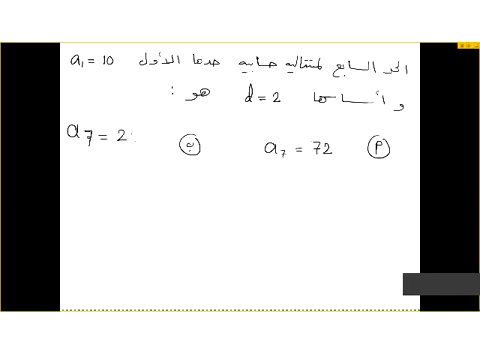 الحد السابع لمتتالية حسابية حدها الأول a₁ = 10
وأساسها d = 2 هو :
أ a₇ = 72 ب a₇ = 2